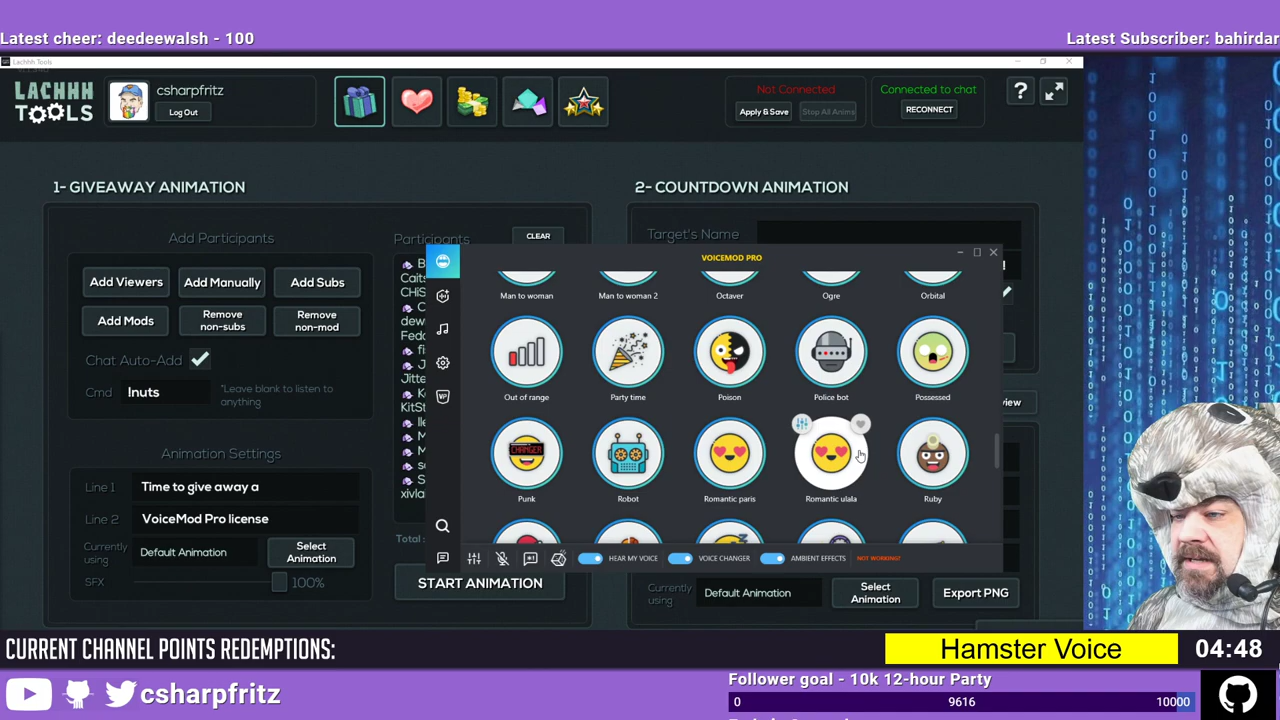 Latest cheer: deedeewalsh - 100
Latest Subscriber: bahirdar
Lachhh Tools
LACHHH
TOOLS
csharpfritz
Log Out
Not Connected
Apply & Save
Stop All Anims
Connected to chat
RECONNECT
?
1- GIVEAWAY ANIMATION
2- COUNTDOWN ANIMATION
Add Participants
Participants
CLEAR
Target's Name
Add Viewers
Add Manually
Add Subs
Add Mods
Remove
non-subs
Remove
non-mod
Chat Auto-Add
Cmd
!nuts
*Leave blank to listen to
anything
Animation Settings
Line 1
Time to give away a
Line 2
VoiceMod Pro license
Currently
using
Default Animation
Select
Animation
SFX
100%
START ANIMATION
VOICEMOD PRO
Man to woman
Man to woman 2
Octaver
Ogre
Orbital
Out of range
Party time
Poison
Police bot
Possessed
CHANGER
Punk
Robot
Romantic paris
Romantic ulala
Ruby
HEAR MY VOICE
VOICE CHANGER
AMBIENT EFFECTS
NOT WORKING?
Currently
using
Default Animation
Select
Animation
Export PNG
CURRENT CHANNEL POINTS REDEMPTIONS:
Hamster Voice
04:48
csharpfritz
Follower goal - 10k 12-hour Party
0
9616
10000